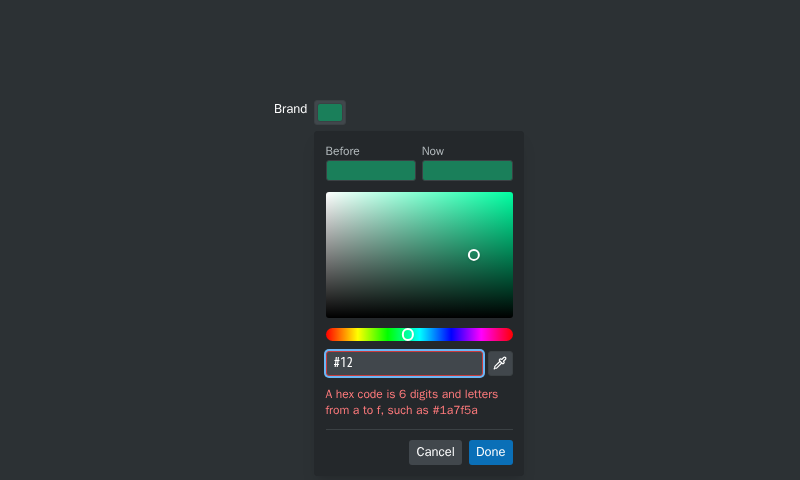 Brand
Before Now
#12
A hex code is 6 digits and letters
from a to f, such as #1a7f5a
Cancel Done